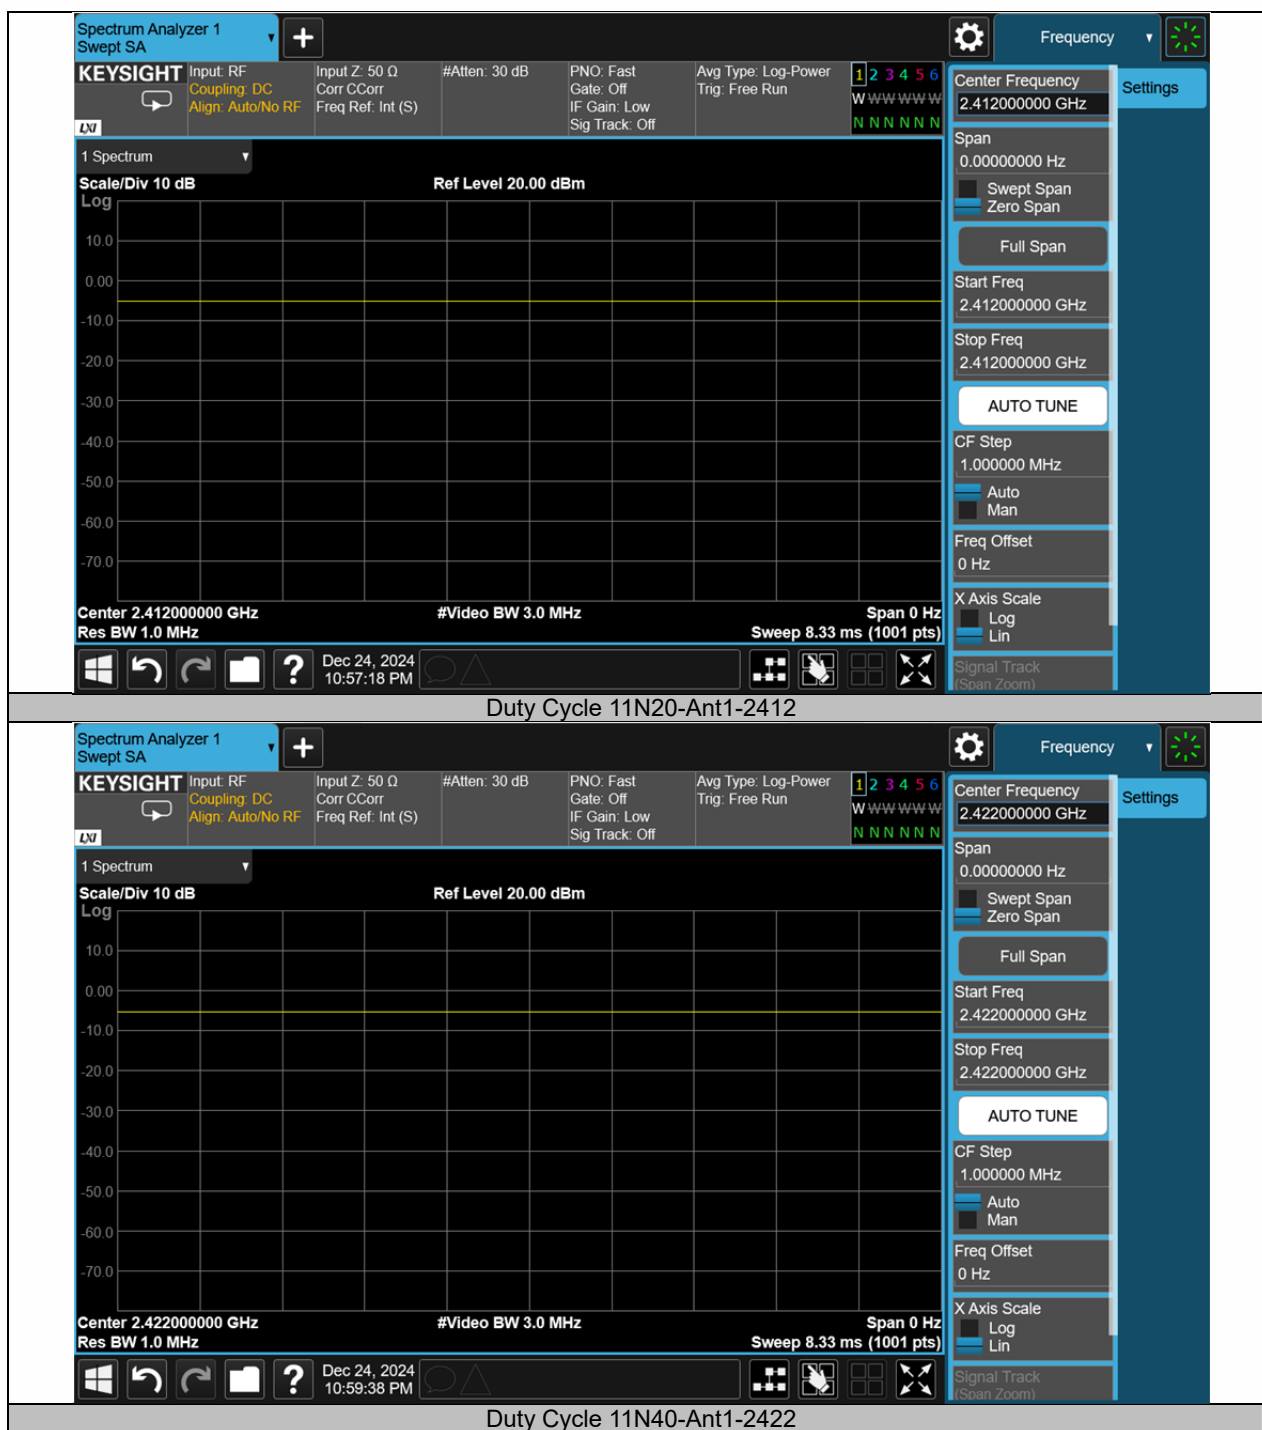 Spectrum Analyzer 1
Swept SA
Frequency
KEYSIGHT
LXI
Input: RF
Coupling: DC
Align: Auto/No RF
Input Z: 50 Ω
Corr CCorr
Freq Ref: Int (S)
#Atten: 30 dB
PNO: Fast
Gate: Off
IF Gain: Low
Sig Track: Off
Avg Type: Log-Power
Trig: Free Run
1 2 3 4 5 6
W W W W W W
N N N N N N
1 Spectrum
Scale/Div 10 dB
Ref Level 20.00 dBm
Log
10.0
0.00
-10.0
-20.0
-30.0
-40.0
-50.0
-60.0
-70.0
Center 2.412000000 GHz
#Video BW 3.0 MHz
Span 0 Hz
Res BW 1.0 MHz
Sweep 8.33 ms (1001 pts)
?
Dec 24, 2024
10:57:18 PM
Center Frequency
2.412000000 GHz
Settings
Span
0.00000000 Hz
Swept Span
Zero Span
Full Span
Start Freq
2.412000000 GHz
Stop Freq
2.412000000 GHz
AUTO TUNE
CF Step
1.000000 MHz
Auto
Man
Freq Offset
0 Hz
X Axis Scale
Log
Lin
Signal Track
(Span Zoom)
Duty Cycle 11N20-Ant1-2412
Spectrum Analyzer 1
Swept SA
Frequency
KEYSIGHT
LXI
Input: RF
Coupling: DC
Align: Auto/No RF
Input Z: 50 Ω
Corr CCorr
Freq Ref: Int (S)
#Atten: 30 dB
PNO: Fast
Gate: Off
IF Gain: Low
Sig Track: Off
Avg Type: Log-Power
Trig: Free Run
1 2 3 4 5 6
W W W W W W
N N N N N N
1 Spectrum
Scale/Div 10 dB
Ref Level 20.00 dBm
Log
10.0
0.00
-10.0
-20.0
-30.0
-40.0
-50.0
-60.0
-70.0
Center 2.422000000 GHz
#Video BW 3.0 MHz
Span 0 Hz
Res BW 1.0 MHz
Sweep 8.33 ms (1001 pts)
?
Dec 24, 2024
10:59:38 PM
Center Frequency
2.422000000 GHz
Settings
Span
0.00000000 Hz
Swept Span
Zero Span
Full Span
Start Freq
2.422000000 GHz
Stop Freq
2.422000000 GHz
AUTO TUNE
CF Step
1.000000 MHz
Auto
Man
Freq Offset
0 Hz
X Axis Scale
Log
Lin
Signal Track
(Span Zoom)
Duty Cycle 11N40-Ant1-2422